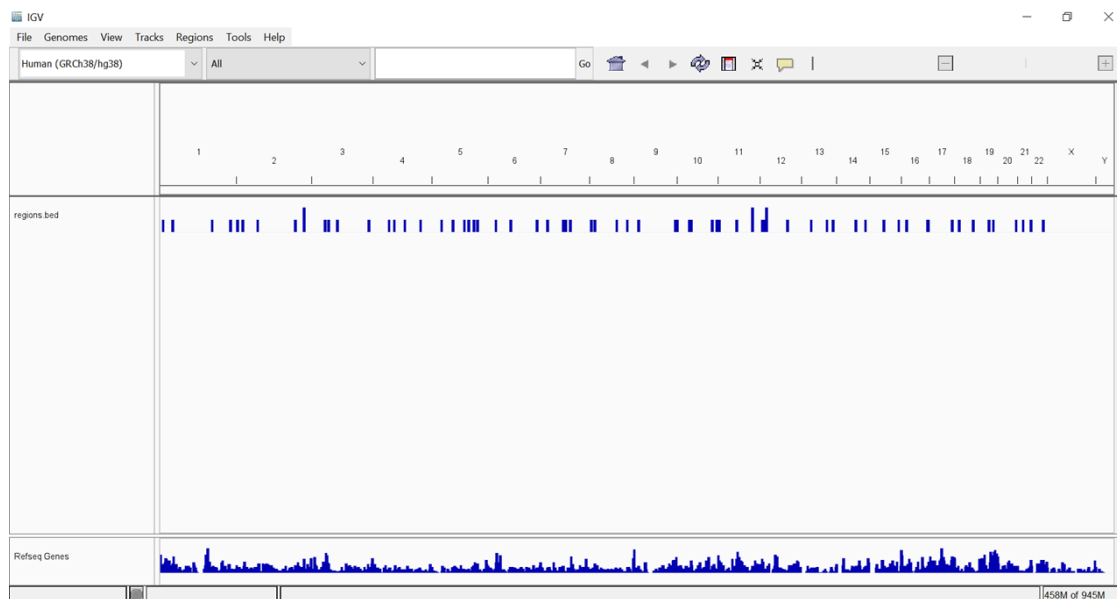 IGV
File Genomes View Tracks Regions Tools Help
Human (GRCh38/hg38) All Go
1 2 3 4 5 6 7 8 9 10 11 12 13 14 15 16 17 18 19 20 21 22 X Y
regions.bed
Refseq Genes
458M of 945M